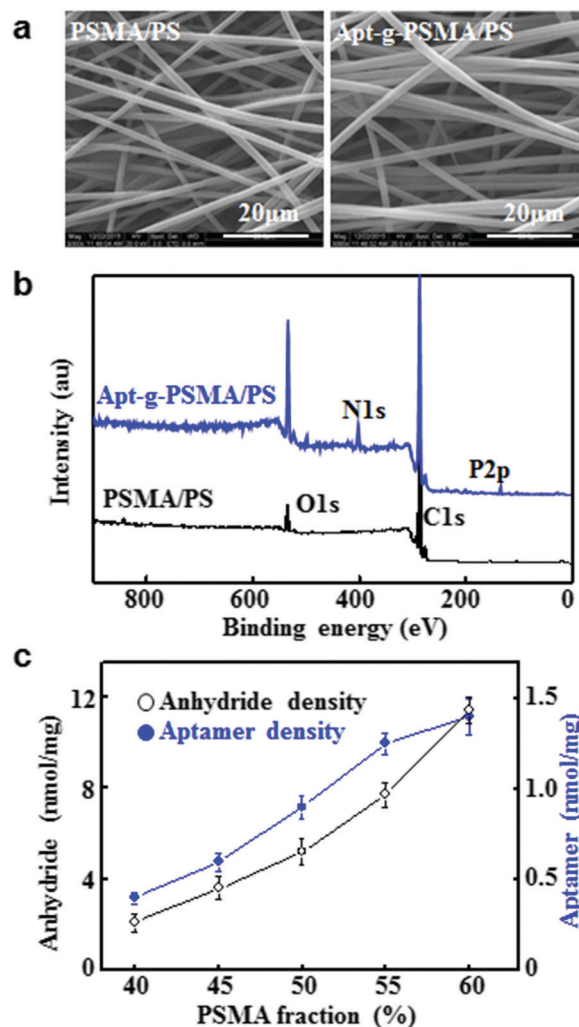 a
PSMA/PS
Apt-g-PSMA/PS
20μm
20μm
b
Intensity (au)
Apt-g-PSMA/PS
PSMA/PS
O1s
N1s
C1s
P2p
800 600 400 200 0
Binding energy (eV)
c
Anhydride (nmol/mg)
12
8
4
0
Anhydride density
Aptamer density
1.5
1.0
0.5
0.0
Aptamer (nmol/mg)
40 45 50 55 60
PSMA fraction (%)